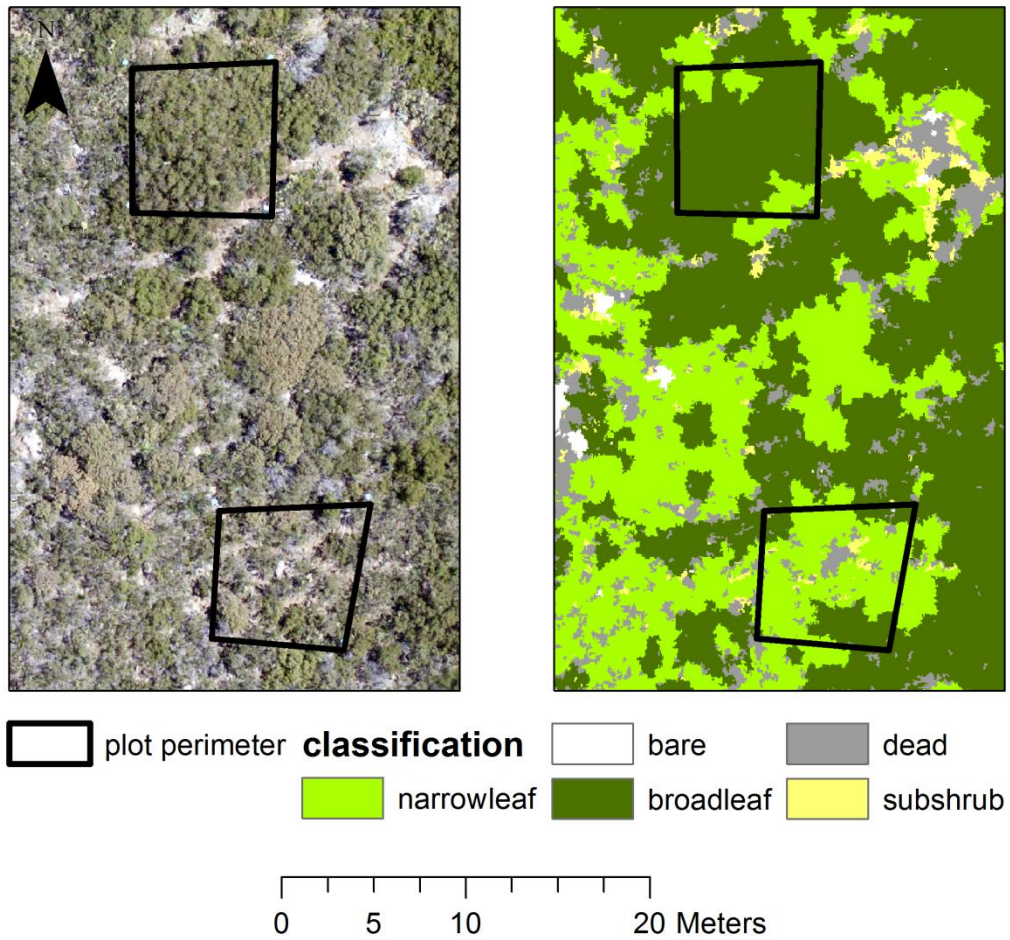 N
plot perimeter classification bare dead
narrowleaf broadleaf subshrub
0 5 10 20 Meters